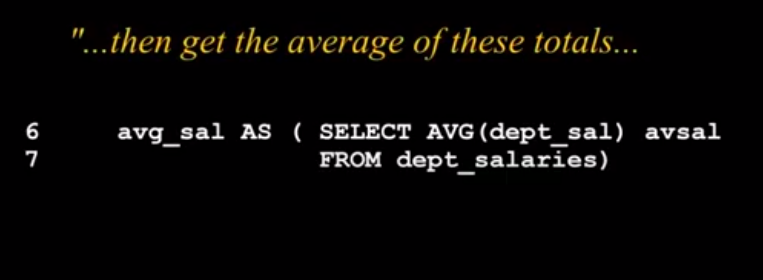 "...then get the average of these totals...
6 avg_sal AS ( SELECT AVG(dept_sal) avsal
7 FROM dept_salaries)